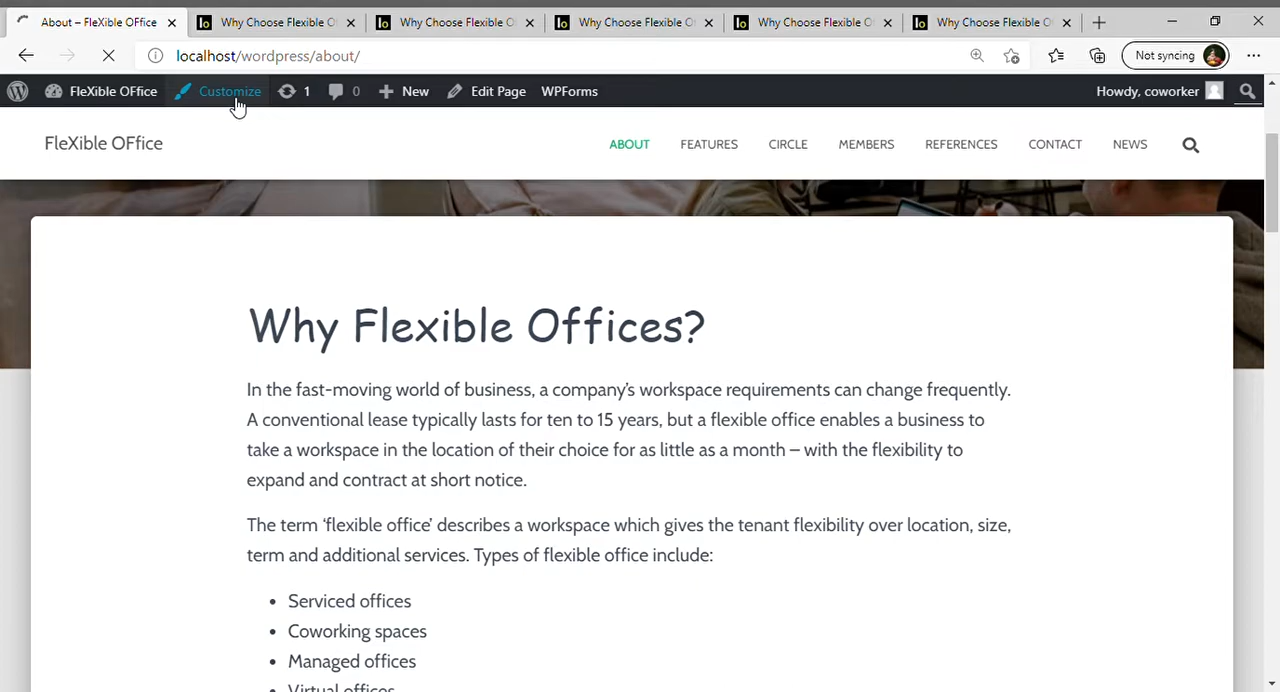 About – FleXible OFfice
Why Choose Flexible O
Why Choose Flexible O
Why Choose Flexible O
Why Choose Flexible O
Why Choose Flexible O
localhost/wordpress/about/
Not syncing
FleXible OFfice
Customize
1
0
New
Edit Page
WPForms
Howdy, coworker
FleXible OFfice
ABOUT
FEATURES
CIRCLE
MEMBERS
REFERENCES
CONTACT
NEWS
Why Flexible Offices?
In the fast-moving world of business, a company's workspace requirements can change frequently.
A conventional lease typically lasts for ten to 15 years, but a flexible office enables a business to
take a workspace in the location of their choice for as little as a month – with the flexibility to
expand and contract at short notice.
The term ‘flexible office’ describes a workspace which gives the tenant flexibility over location, size,
term and additional services. Types of flexible office include:
• Serviced offices
• Coworking spaces
• Managed offices
Virtual offices